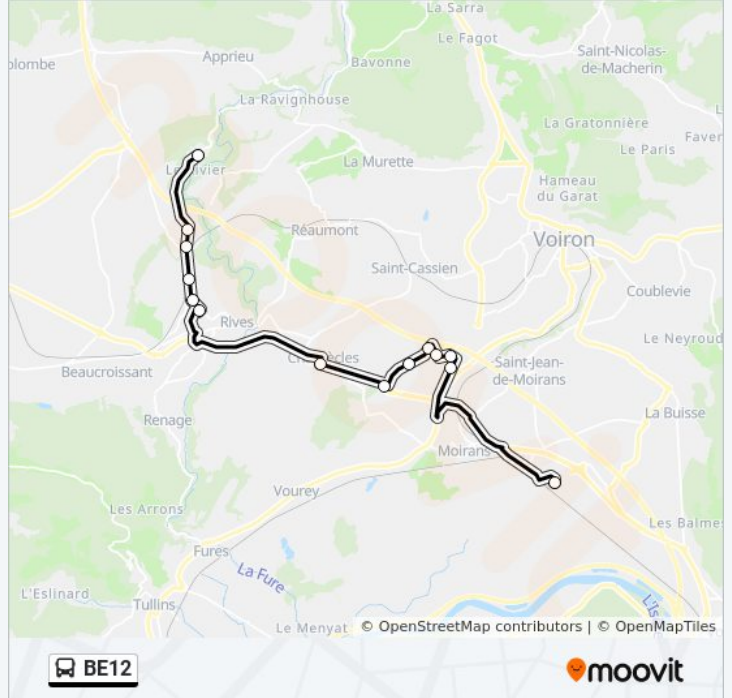 La Sarra
Le Fagot
Saint-Nicolas-
de-Macherin
olombe
Apprieu
Bavonne
La Ravignhouse
La Gratonnière
Faver
Le Paris
La Murette
Hameau
du Garat
Réaumont
Voiron
Saint-Cassien
Coublevie
Rives
Le Neyroud
Beaucroissant
Saint-Jean-
de-Moirans
Renage
La Buisse
Moirans
Vourey
Les Arrons
Les Balmes
Fures
La Fure
L'Eslinard
Tullins
L'Is
Le Menyat
© OpenStreetMap contributors | © OpenMapTiles
BE12
moovit